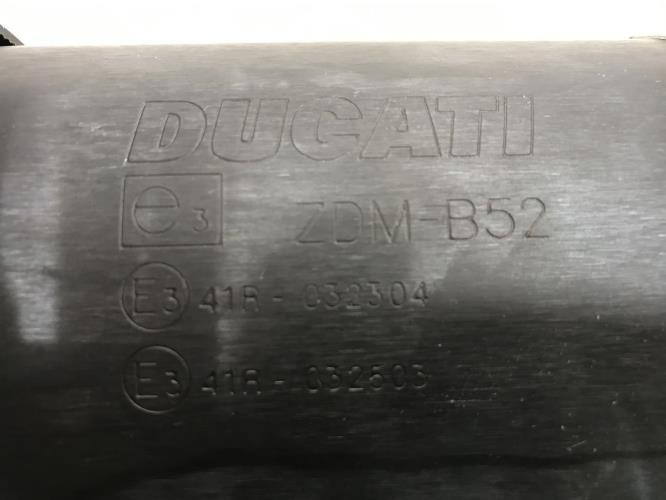 DUCATI
e3 ZDM-B52
E3 41R-032304
E3 41R-032503